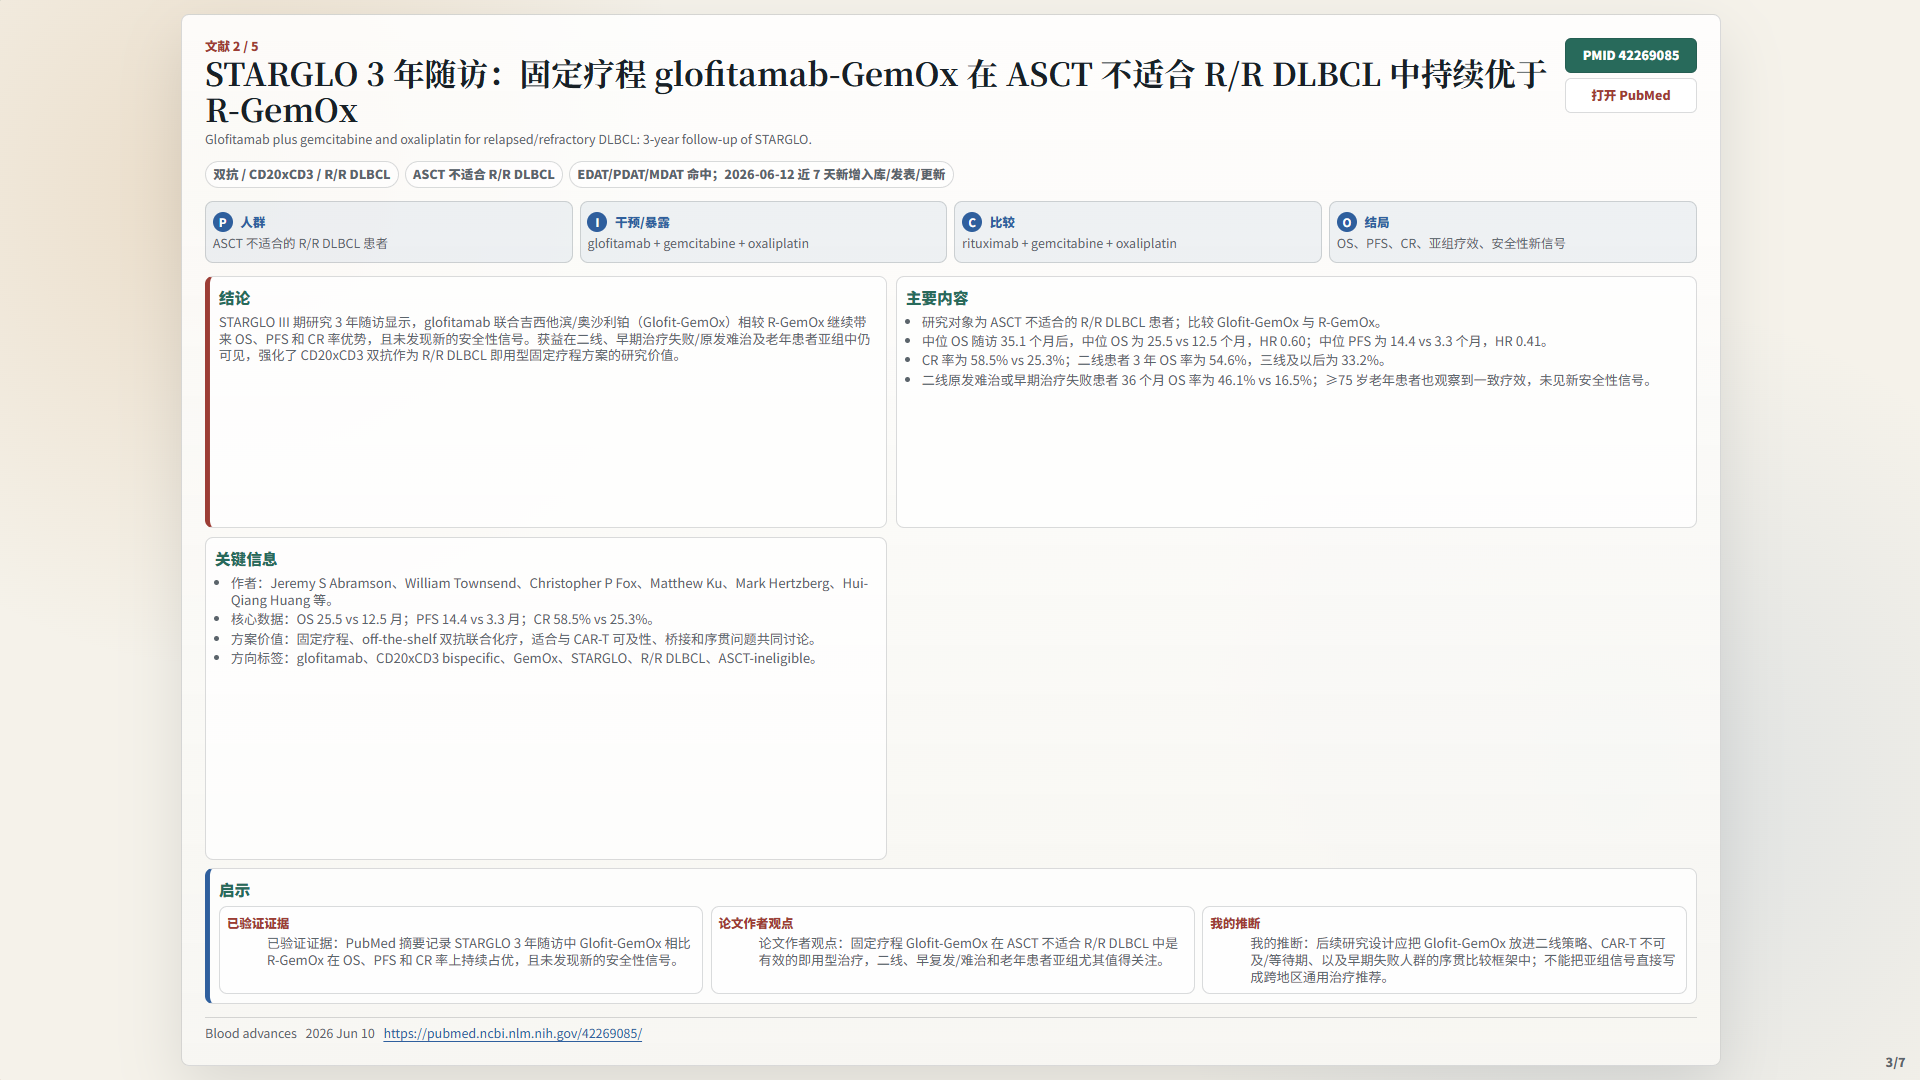 文献 2 / 5
STARGLO 3 年随访：固定疗程 glofitamab-GemOx 在 ASCT 不适合 R/R DLBCL 中持续优于
R-GemOx
Glofitamab plus gemcitabine and oxaliplatin for relapsed/refractory DLBCL: 3-year follow-up of STARGLO.
PMID 42269085
打开 PubMed
双抗 / CD20xCD3 / R/R DLBCL
ASCT 不适合 R/R DLBCL
EDAT/PDAT/MDAT 命中；2026-06-12 近 7 天新增入库/发表/更新
P 人群
ASCT 不适合的 R/R DLBCL 患者
I 干预/暴露
glofitamab + gemcitabine + oxaliplatin
C 比较
rituximab + gemcitabine + oxaliplatin
O 结局
OS、PFS、CR、亚组疗效、安全性新信号
结论
STARGLO III 期研究 3 年随访显示，glofitamab 联合吉西他滨/奥沙利铂（Glofit-GemOx）相较 R-GemOx 继续带
来 OS、PFS 和 CR 率优势，且未发现新的安全性信号。获益在二线、早期治疗失败/原发难治及老年患者亚组中仍
可见，强化了 CD20xCD3 双抗作为 R/R DLBCL 即用型固定疗程方案的研究价值。
主要内容
研究对象为 ASCT 不适合的 R/R DLBCL 患者；比较 Glofit-GemOx 与 R-GemOx。
中位 OS 随访 35.1 个月后，中位 OS 为 25.5 vs 12.5 个月，HR 0.60；中位 PFS 为 14.4 vs 3.3 个月，HR 0.41。
CR 率为 58.5% vs 25.3%；二线患者 3 年 OS 率为 54.6%，三线及以后为 33.2%。
二线原发难治或早期治疗失败患者 36 个月 OS 率为 46.1% vs 16.5%；≥75 岁老年患者也观察到一致疗效，未见新安全性信号。
关键信息
作者：Jeremy S Abramson、William Townsend、Christopher P Fox、Matthew Ku、Mark Hertzberg、Hui-
Qiang Huang 等。
核心数据：OS 25.5 vs 12.5 月；PFS 14.4 vs 3.3 月；CR 58.5% vs 25.3%。
方案价值：固定疗程、off-the-shelf 双抗联合化疗，适合与 CAR-T 可及性、桥接和序贯问题共同讨论。
方向标签：glofitamab、CD20xCD3 bispecific、GemOx、STARGLO、R/R DLBCL、ASCT-ineligible。
启示
已验证证据
已验证证据：PubMed 摘要记录 STARGLO 3 年随访中 Glofit-GemOx 相比
R-GemOx 在 OS、PFS 和 CR 率上持续占优，且未发现新的安全性信号。
论文作者观点
论文作者观点：固定疗程 Glofit-GemOx 在 ASCT 不适合 R/R DLBCL 中是
有效的即用型治疗，二线、早复发/难治和老年患者亚组尤其值得关注。
我的推断
我的推断：后续研究设计应把 Glofit-GemOx 放进二线策略、CAR-T 不可
及/等待期、以及早期失败人群的序贯比较框架中；不能把亚组信号直接写
成跨地区通用治疗推荐。
Blood advances 2026 Jun 10 https://pubmed.ncbi.nlm.nih.gov/42269085/
3/7